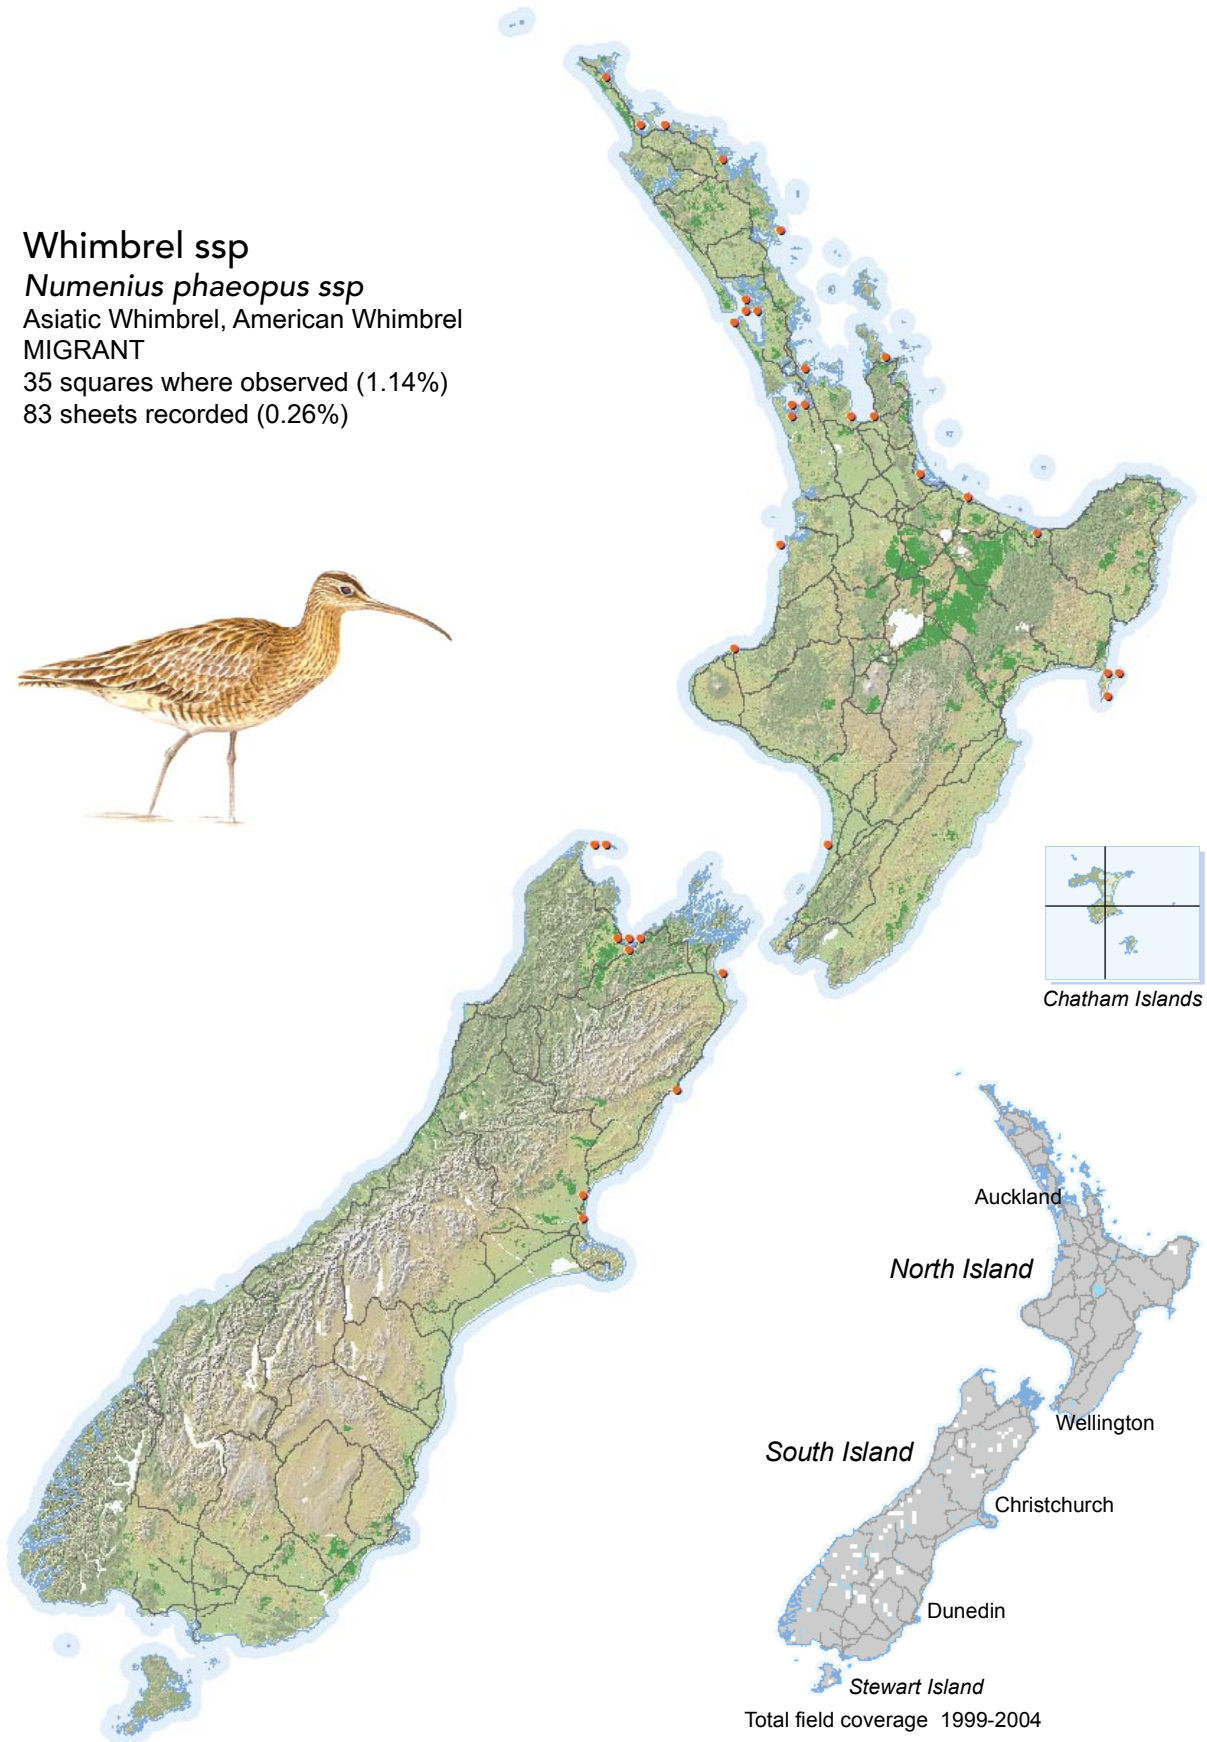 Whimbrel ssp
Numenius phaeopus ssp
Asiatic Whimbrel, American Whimbrel
MIGRANT
35 squares where observed (1.14%)
83 sheets recorded (0.26%)
Chatham Islands
Auckland
North Island
Wellington
South Island
Christchurch
Dunedin
Stewart Island
Total field coverage 1999-2004